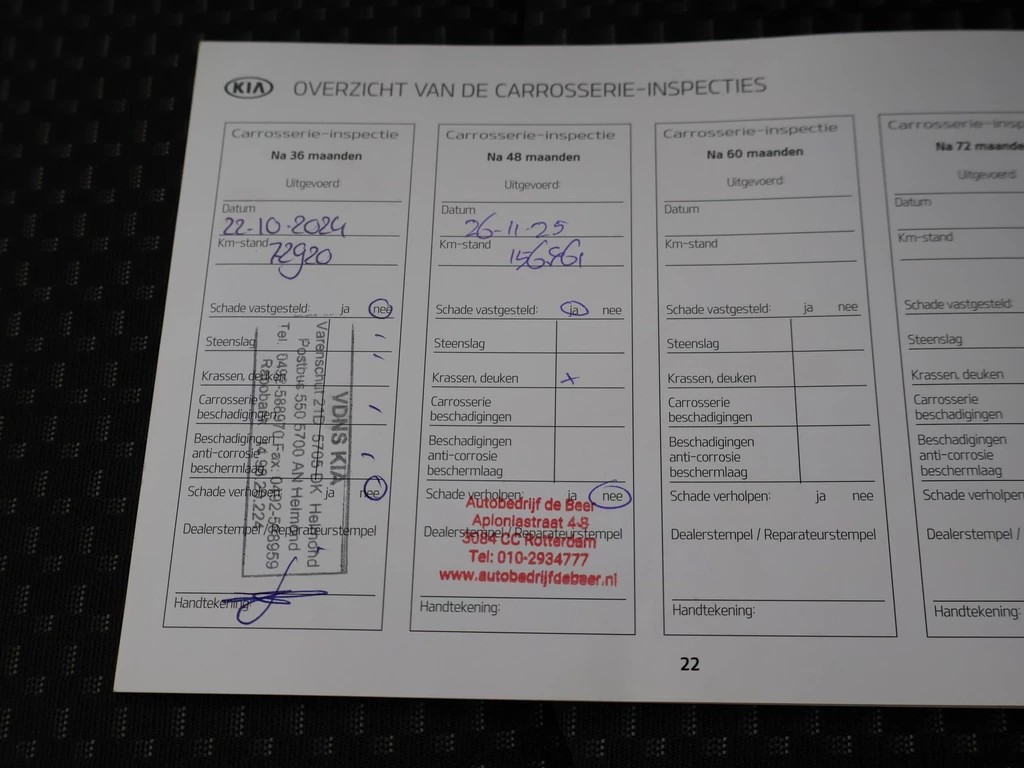 KIA OVERZICHT VAN DE CARROSSERIE-INSPECTIES
Carrosserie-inspectie
Na 36 maanden
Uitgevoerd:
Datum
22-10-2024
Km-stand 72920
Schade vastgesteld: ja nee
Steenslag
Krassen, deuken
Carrosserie
beschadigingen
Beschadigingen
anti-corrosie
beschermlaag
Schade verholpen: ja nee
Dealerstempel / Reparateurstempel
Handtekening:
VDNS KIA
Varenschut 21D 5705 DK Helmond
Postbus 550 5700 AN Helmond
Rabobank
Carrosserie-inspectie
Na 48 maanden
Uitgevoerd:
Datum
26-11-25
Km-stand
Schade vastgesteld: ja nee
Steenslag
Krassen, deuken x
Carrosserie
beschadigingen
Beschadigingen
anti-corrosie
beschermlaag
Schade verholpen: ja nee
Dealerstempel / Reparateurstempel
Autobedrijf de Beer
Aploniastraat 4-8
3084 CC Rotterdam
Tel: 010-2934777
www.autobedrijfdebeer.nl
Handtekening:
Carrosserie-inspectie
Na 60 maanden
Uitgevoerd:
Datum
Km-stand
Schade vastgesteld: ja nee
Steenslag
Krassen, deuken
Carrosserie
beschadigingen
Beschadigingen
anti-corrosie
beschermlaag
Schade verholpen: ja nee
Dealerstempel / Reparateurstempel
Handtekening:
Carrosserie-insp
Na 72 maande
Uitgevoerd:
Datum
Km-stand
Schade vastgesteld:
Steenslag
Krassen, deuken
Carrosserie
beschadigingen
Beschadigingen
anti-corrosie
beschermlaag
Schade verholpen
Dealerstempel /
Handtekening:
22